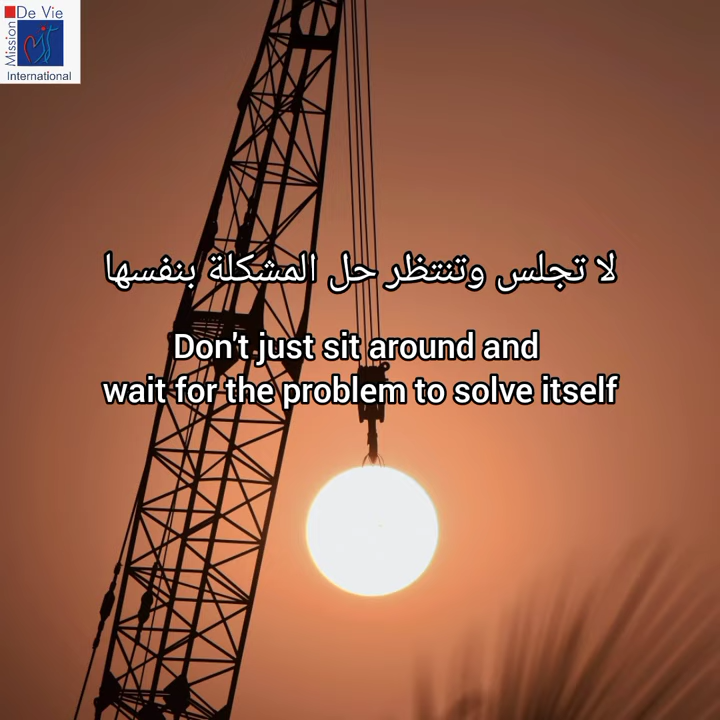 De Vie
Mission
International
لا تجلس وتنتظر حل المشكلة بنفسها
Don't just sit around and
wait for the problem to solve itself